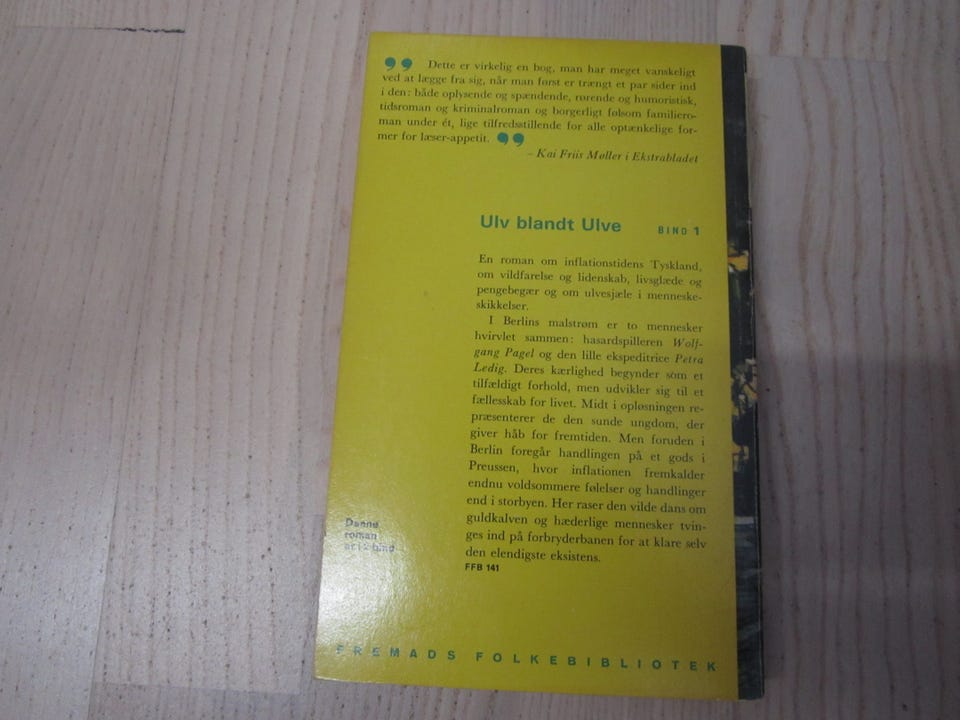 ❟❟ Dette er virkelig en bog, man har meget vanskeligt
ved at lægge fra sig, når man først er trængt et par sider ind
i den: både oplysende og spændende, rørende og humoristisk,
tidsroman og kriminalroman og borgerligt følsom familiero-
man under ét, lige tilfredsstillende for alle optænkelige for-
mer for læser-appetit. ❟❟
– Kai Friis Møller i Ekstrabladet
Ulv blandt Ulve BIND 1
En roman om inflationstidens Tyskland,
om vildfarelse og lidenskab, livsglæde og
pengebegær og om ulvesjæle i menneske-
skikkelser.
I Berlins malstrøm er to mennesker
hvirvlet sammen: hasardspilleren Wolf-
gang Pagel og den lille ekspeditrice Petra
Ledig. Deres kærlighed begynder som et
tilfældigt forhold, men udvikler sig til et
fællesskab for livet. Midt i opløsningen re-
præsenterer de den sunde ungdom, der
giver håb for fremtiden. Men foruden i
Berlin foregår handlingen på et gods i
Preussen, hvor inflationen fremkalder
endnu voldsommere følelser og handlinger
end i storbyen. Her raser den vilde dans om
guldkalven og hæderlige mennesker tvin-
ges ind på forbryderbanen for at klare selv
den elendigste eksistens.
FFB 141
Denne
roman
er i 2 bind
FREMADS FOLKEBIBLIOTEK